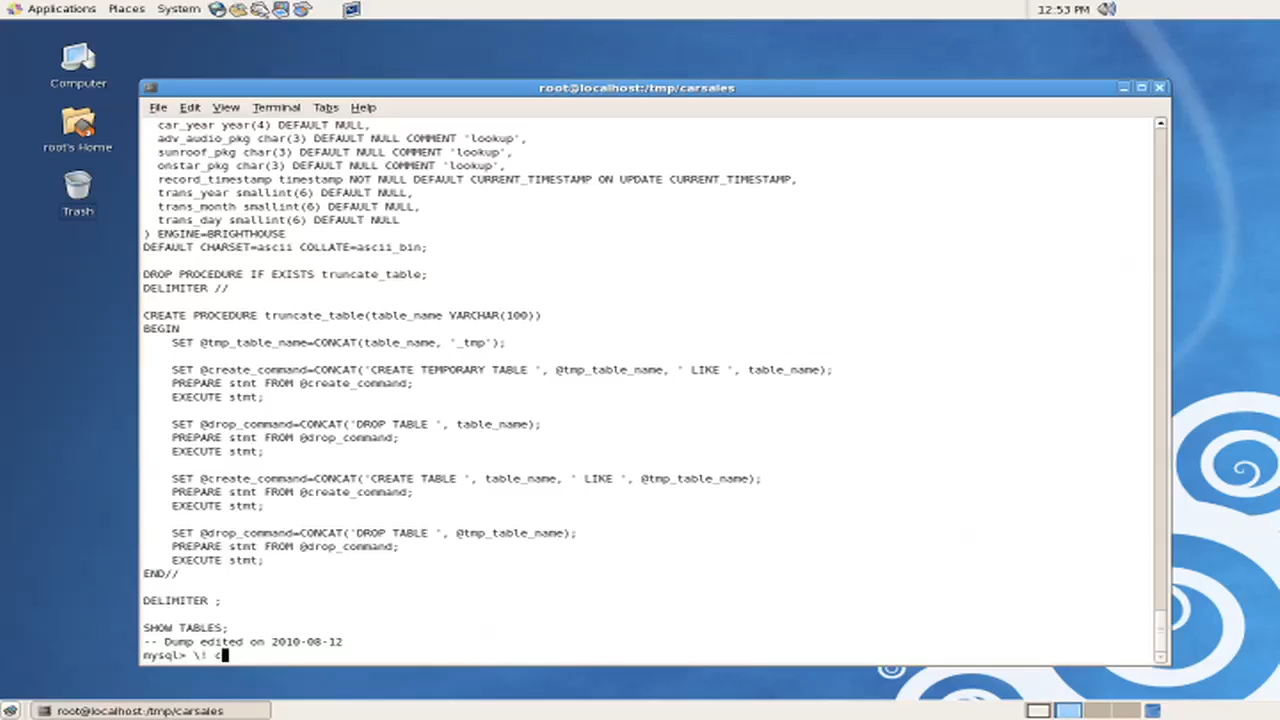 Applications Places System
12:53 PM
Computer
root's Home
Trash
root@localhost:/tmp/carsales
File Edit View Terminal Tabs Help
car_year year(4) DEFAULT NULL,
adv_audio_pkg char(3) DEFAULT NULL COMMENT 'lookup',
sunroof_pkg char(3) DEFAULT NULL COMMENT 'lookup',
onstar_pkg char(3) DEFAULT NULL COMMENT 'lookup',
record_timestamp timestamp NOT NULL DEFAULT CURRENT_TIMESTAMP ON UPDATE CURRENT_TIMESTAMP,
trans_year smallint(6) DEFAULT NULL,
trans_month smallint(6) DEFAULT NULL,
trans_day smallint(6) DEFAULT NULL
) ENGINE=BRIGHTHOUSE
DEFAULT CHARSET=ascii COLLATE=ascii_bin;
DROP PROCEDURE IF EXISTS truncate_table;
DELIMITER //
CREATE PROCEDURE truncate_table(table_name VARCHAR(100))
BEGIN
SET @tmp_table_name=CONCAT(table_name, '_tmp');
SET @create_command=CONCAT('CREATE TEMPORARY TABLE ', @tmp_table_name, ' LIKE ', table_name);
PREPARE stmt FROM @create_command;
EXECUTE stmt;
SET @drop_command=CONCAT('DROP TABLE ', table_name);
PREPARE stmt FROM @drop_command;
EXECUTE stmt;
SET @create_command=CONCAT('CREATE TABLE ', table_name, ' LIKE ', @tmp_table_name);
PREPARE stmt FROM @create_command;
EXECUTE stmt;
SET @drop_command=CONCAT('DROP TABLE ', @tmp_table_name);
PREPARE stmt FROM @drop_command;
EXECUTE stmt;
END//
DELIMITER ;
SHOW TABLES;
-- Dump edited on 2010-08-12
mysql> \! c
root@localhost:/tmp/carsales